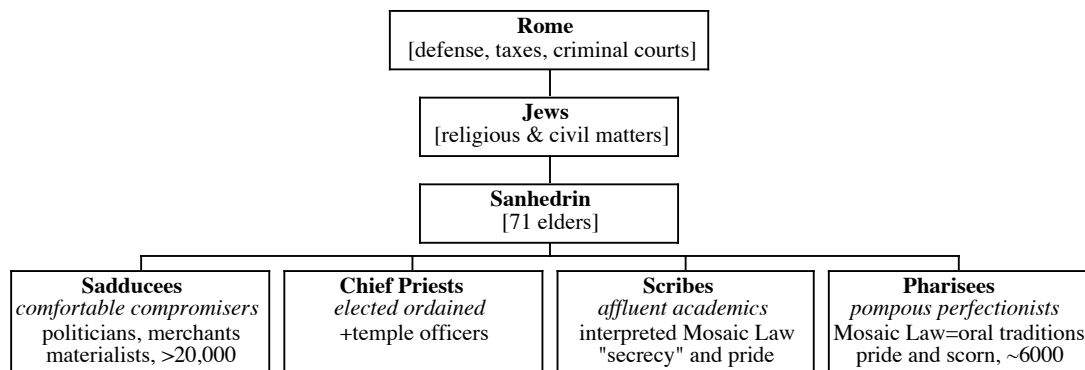 Rome
[defense, taxes, criminal courts]
Jews
[religious & civil matters]
Sanhedrin
[71 elders]
Sadducees
comfortable compromisers
politicians, merchants
materialists, >20,000
Chief Priests
elected ordained
+temple officers
Scribes
affluent academics
interpreted Mosaic Law
"secrecy" and pride
Pharisees
pompous perfectionists
Mosaic Law=oral traditions
pride and scorn, ~6000